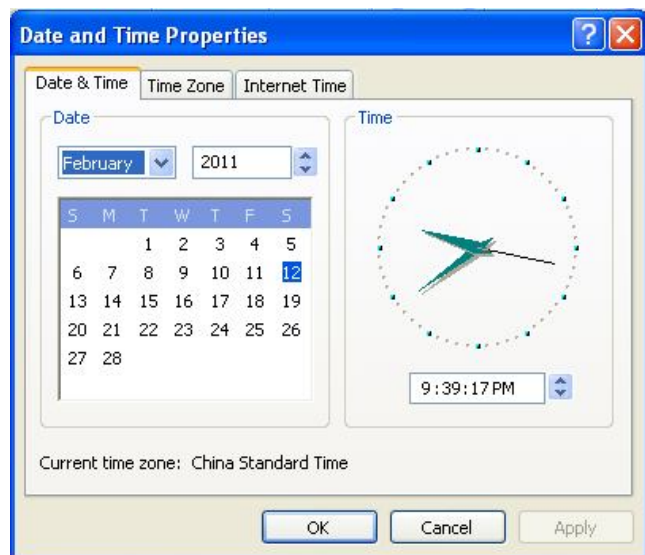 Date and Time Properties
Date & Time Time Zone Internet Time
Date
February 2011
S M T W T F S
1 2 3 4 5
6 7 8 9 10 11 12
13 14 15 16 17 18 19
20 21 22 23 24 25 26
27 28
Time
9:39:17 PM
Current time zone: China Standard Time
OK Cancel Apply